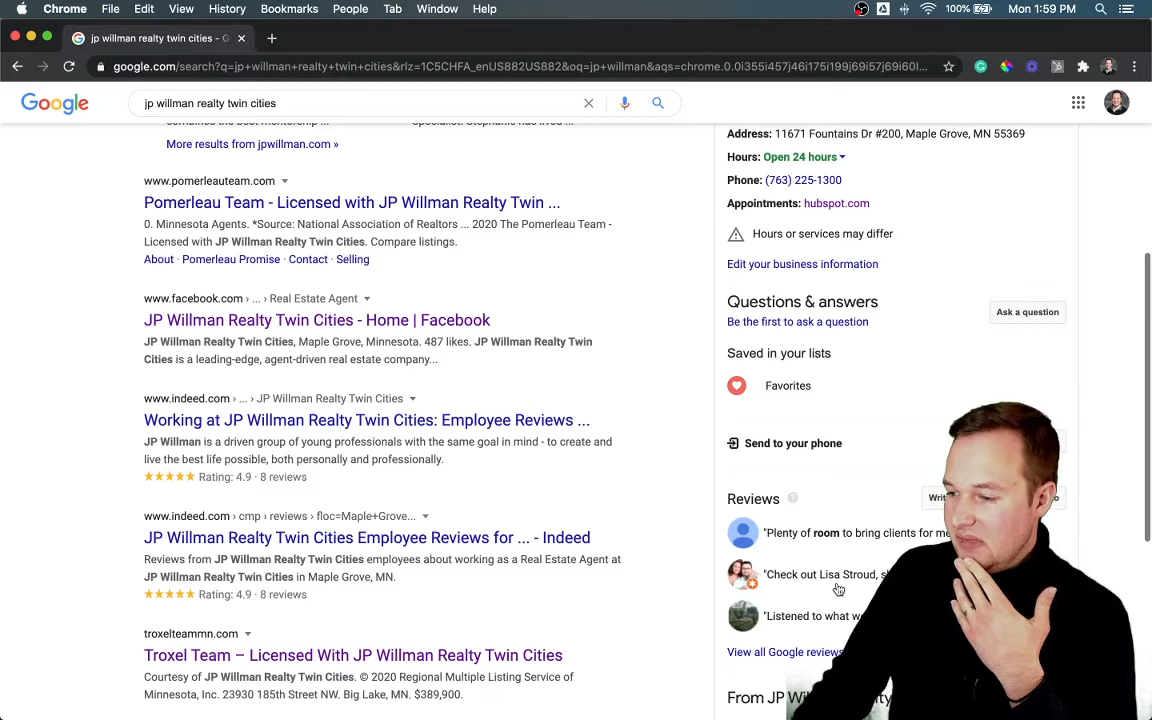 Chrome File Edit View History Bookmarks People Tab Window Help 100% Mon 1:59 PM
jp willman realty twin cities - G
google.com/search?q=jp+willman+realty+twin+cities&rlz=1C5CHFA_enUS882US882&oq=jp+willman&aqs=chrome.0.0i355i457j46i175i199j69i57j69i60l...
Google jp willman realty twin cities
More results from jpwillman.com »
www.pomerleauteam.com
Pomerleau Team - Licensed with JP Willman Realty Twin ...
0. Minnesota Agents. *Source: National Association of Realtors ... 2020 The Pomerleau Team -
Licensed with JP Willman Realty Twin Cities. Compare listings.
About · Pomerleau Promise · Contact · Selling
www.facebook.com › ... › Real Estate Agent
JP Willman Realty Twin Cities - Home | Facebook
JP Willman Realty Twin Cities, Maple Grove, Minnesota. 487 likes. JP Willman Realty Twin
Cities is a leading-edge, agent-driven real estate company...
www.indeed.com › ... › JP Willman Realty Twin Cities
Working at JP Willman Realty Twin Cities: Employee Reviews ...
JP Willman is a driven group of young professionals with the same goal in mind - to create and
live the best life possible, both personally and professionally.
Rating: 4.9 · 8 reviews
www.indeed.com › cmp › reviews › floc=Maple+Grove...
JP Willman Realty Twin Cities Employee Reviews for ... - Indeed
Reviews from JP Willman Realty Twin Cities employees about working as a Real Estate Agent at
JP Willman Realty Twin Cities in Maple Grove, MN.
Rating: 4.9 · 8 reviews
troxelteammn.com
Troxel Team – Licensed With JP Willman Realty Twin Cities
Courtesy of JP Willman Realty Twin Cities. © 2020 Regional Multiple Listing Service of
Minnesota, Inc. 23930 185th Street NW. Big Lake, MN. $389,900.
Address: 11671 Fountains Dr #200, Maple Grove, MN 55369
Hours: Open 24 hours
Phone: (763) 225-1300
Appointments: hubspot.com
Hours or services may differ
Edit your business information
Questions & answers
Ask a question
Be the first to ask a question
Saved in your lists
Favorites
Send to your phone
Reviews
"Plenty of room to bring clients for
"Check out Lisa Stroud,
"Listened to what
View all Google reviews
From JP